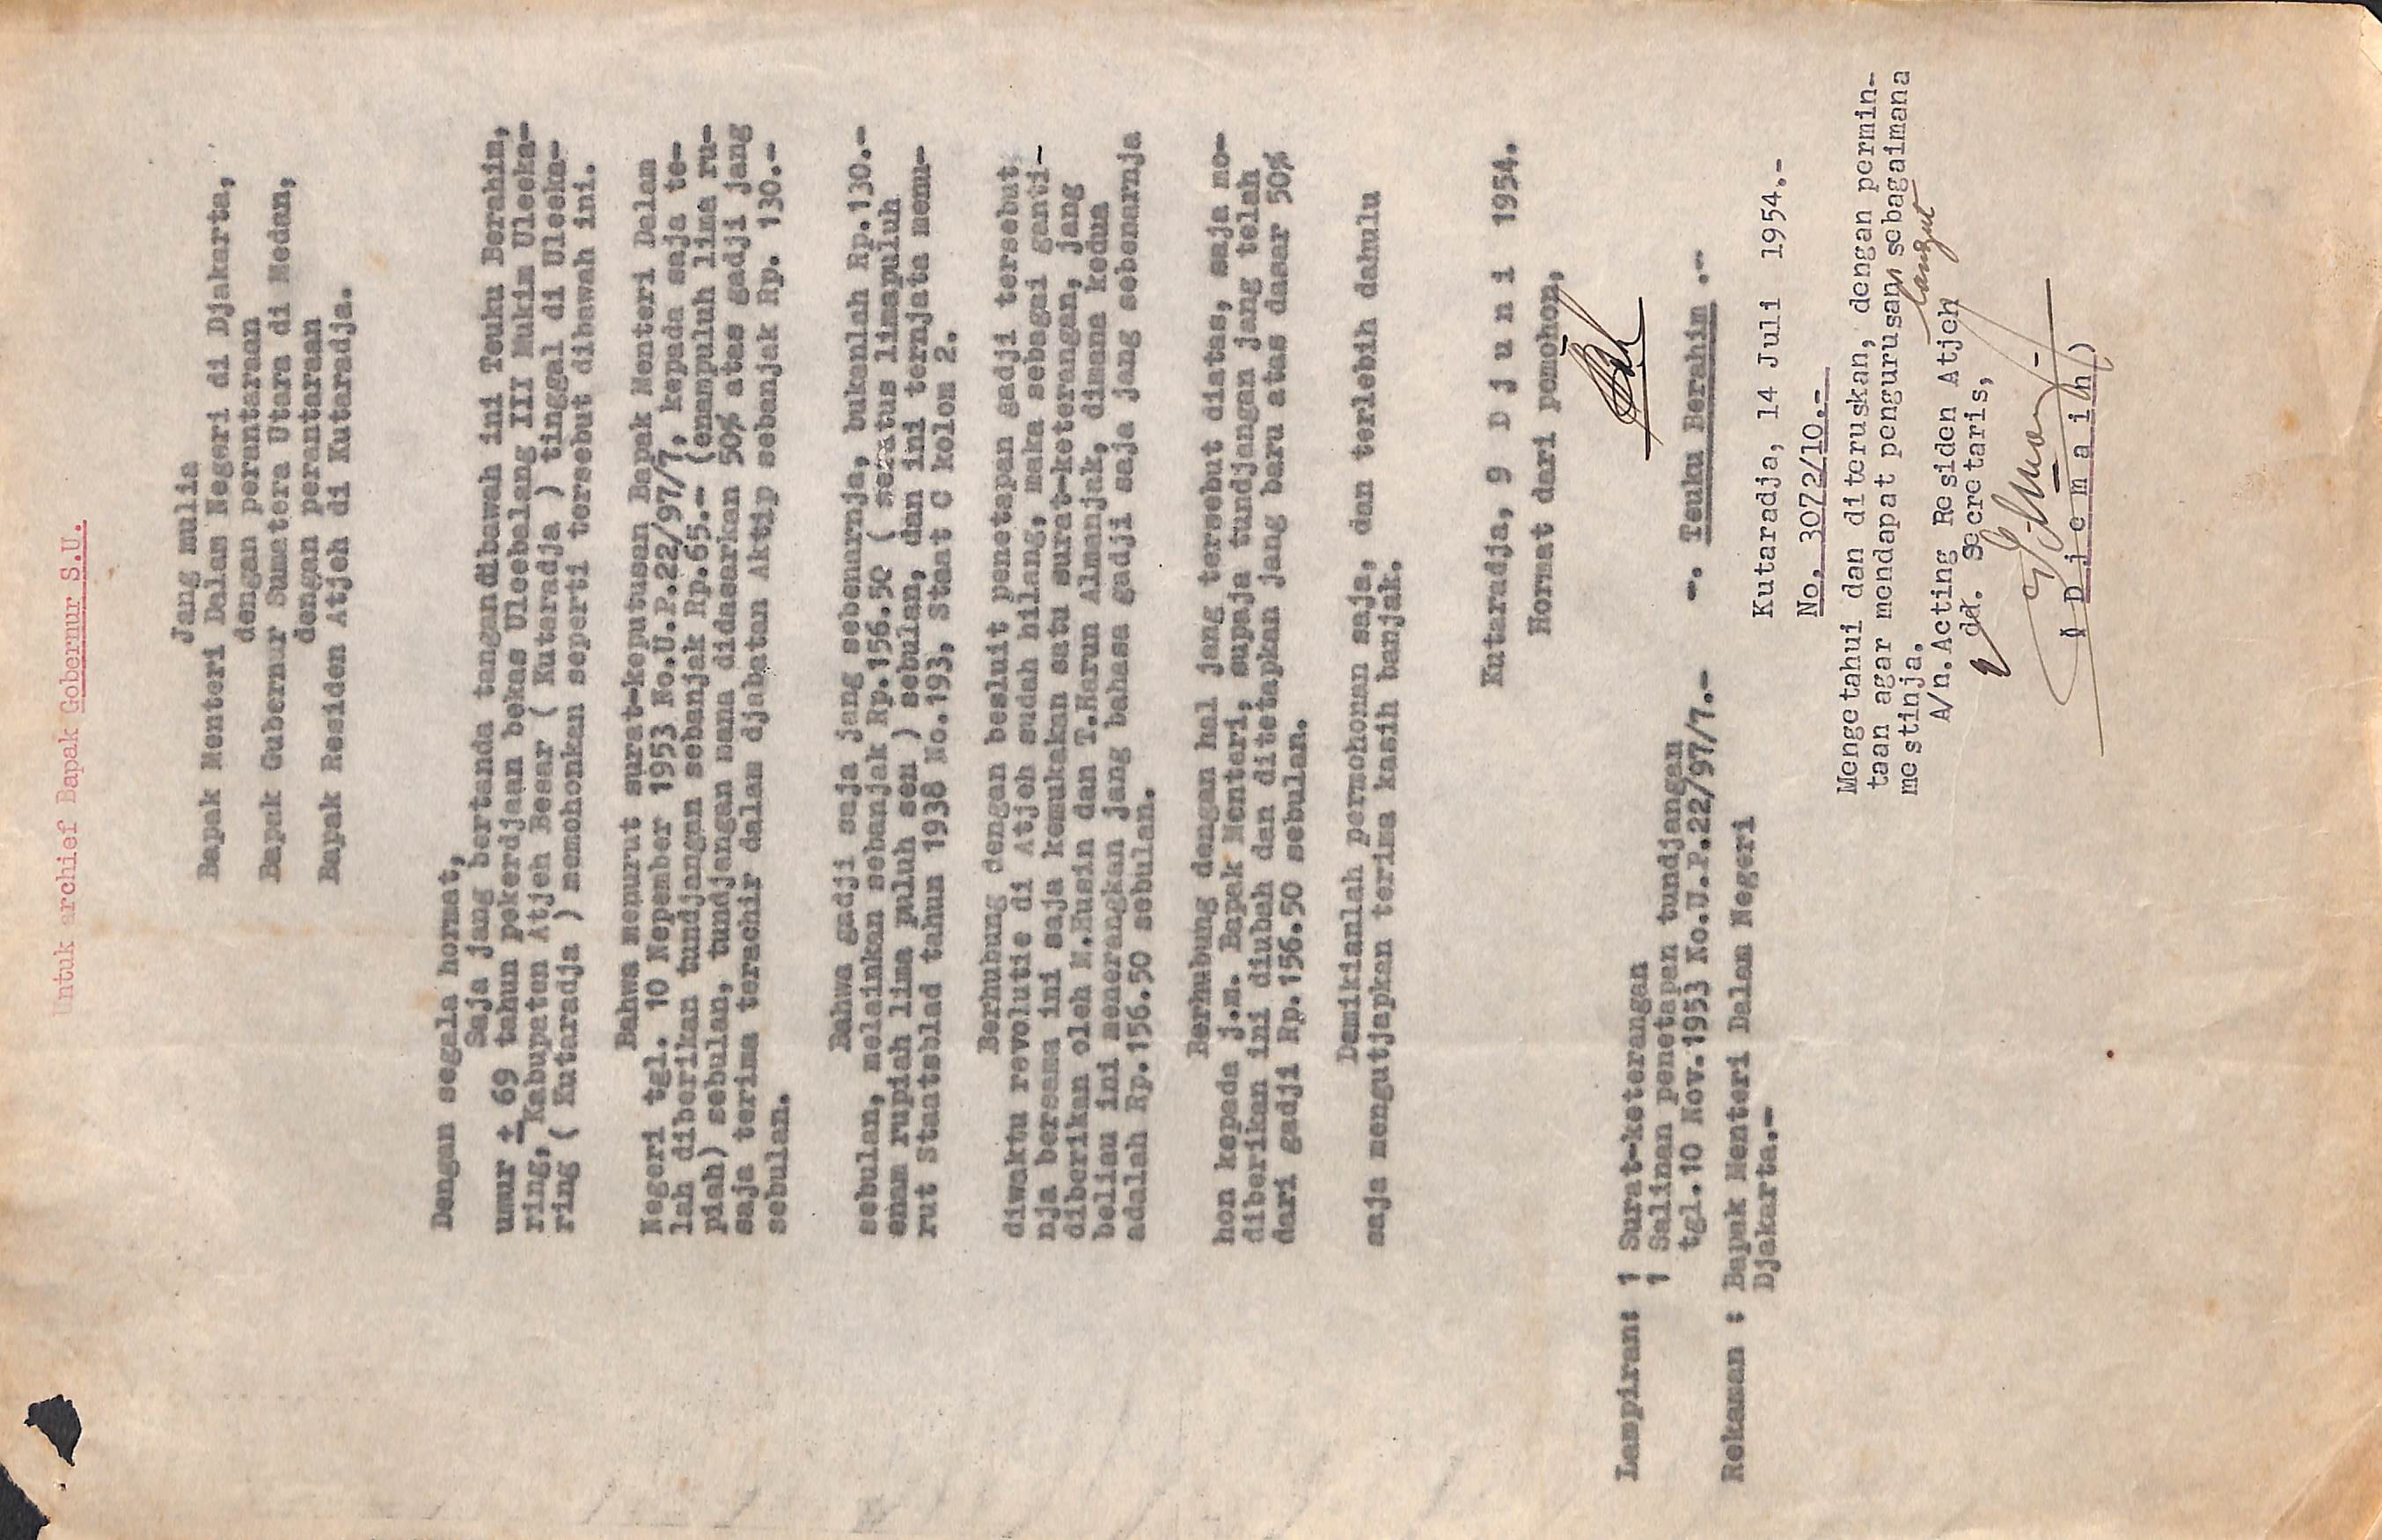 Untuk archief Bapak Gobernur S.U.
Jang mulia
Bapak Menteri Dalam Negeri di Djakarta,
dengan perantaraan
Bapak Gubernur Sumatera Utara di Medan,
dengan perantaraan
Bapak Residen Atjeh di Kutaradja.
Dengan segala hormat,
Saja jang bertanda tangan dibawah ini Teuku Berahim,
umur ± 69 tahun pekerdjaan bekas Uleebalang III Mukim Uleeka-
ring, Kabupaten Atjeh Besar ( Kutaradja ) tinggal di Uleeka-
ring ( Kutaradja ) memohonkan seperti tersebut dibawah ini.
Bahwa menurut surat-keputusan Bapak Menteri Dalam
Negeri tgl. 10 Nepember 1953 No.U.P.22/97/7, kepada saja te-
lah diberikan tundjangan sebanjak Rp.65.- (enampuluh lima ru-
piah) sebulan, tundjangan mana didasarkan 50% atas gadji jang
saja terima terachir dalam djabatan Aktip sebanjak Rp. 130.-
sebulan.
Bahwa gadji saja jang sebenarnja, bukanlah Rp.130.-
sebulan, melainkan sebanjak Rp.156.50 ( seratus limapuluh
enam rupiah lima puluh sen ) sebulan, dan ini ternjata menu-
rut Staatsblad tahun 1938 No.193, Staat C kolom 2.
Berhubung dengan besluit penetapan gadji tersebut
diwaktu revolutie di Atjeh sudah hilang, maka sebagai ganti-
nja bersama ini saja kemukakan satu surat-keterangan, jang
diberikan oleh M.Husin dan T.Harun Almanjak, dimana kedua
beliau ini menerangkan jang bahasa gadji saja jang sebenarnja
adalah Rp.156.50 sebulan.
Berhubung dengan hal jang tersebut diatas, saja mo-
hon kepada j.m. Bapak Menteri, supaja tundjangan jang telah
diberikan ini diubah dan ditetapkan jang baru atas dasar 50%
dari gadji Rp.156.50 sebulan.
Demikianlah permohonan saja, dan terlebih dahulu
saja mengutjapkan terima kasih banjak.
Kutaradja, 9 D j u n i 1954.
Hormat dari pemohon,
-. Teuku Berahim .-
Lampiran: 1 Surat-keterangan
1 Salinan penetapan tundjangan
tgl.10 Nov.1953 No.U.P.22/97/7.-
Rekaman : Bapak Menteri Dalam Negeri
Djakarta.-
Kutaradja, 14 Juli 1954.-
No. 3072/10.-
Mengetahui dan diteruskan, dengan permin-
taan agar mendapat pengurusan sebagaimana
langut
mestinja.
A/n.Acting Residen Atjeh
dd. Secretaris,
( D j e m a i n )